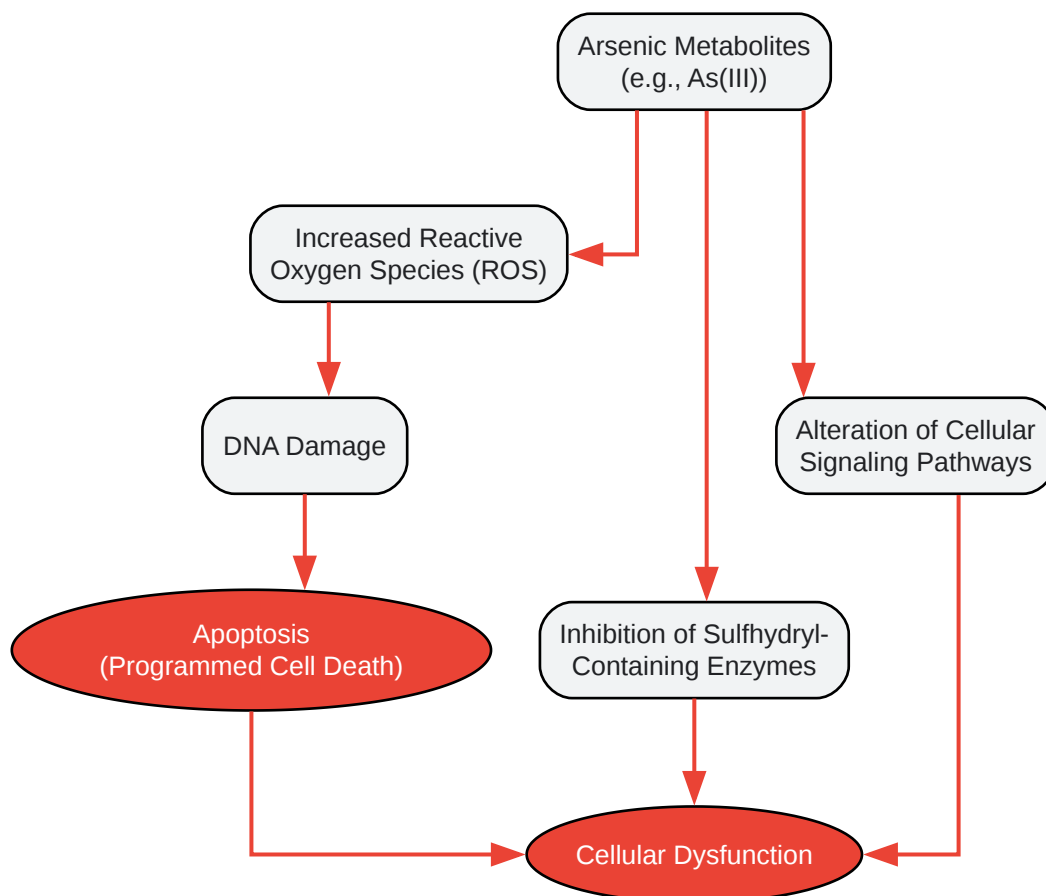 Arsenic Metabolites
(e.g., As(III))
Increased Reactive
Oxygen Species (ROS)
DNA Damage
Alteration of Cellular
Signaling Pathways
Apoptosis
(Programmed Cell Death)
Inhibition of Sulfhydryl-
Containing Enzymes
Cellular Dysfunction